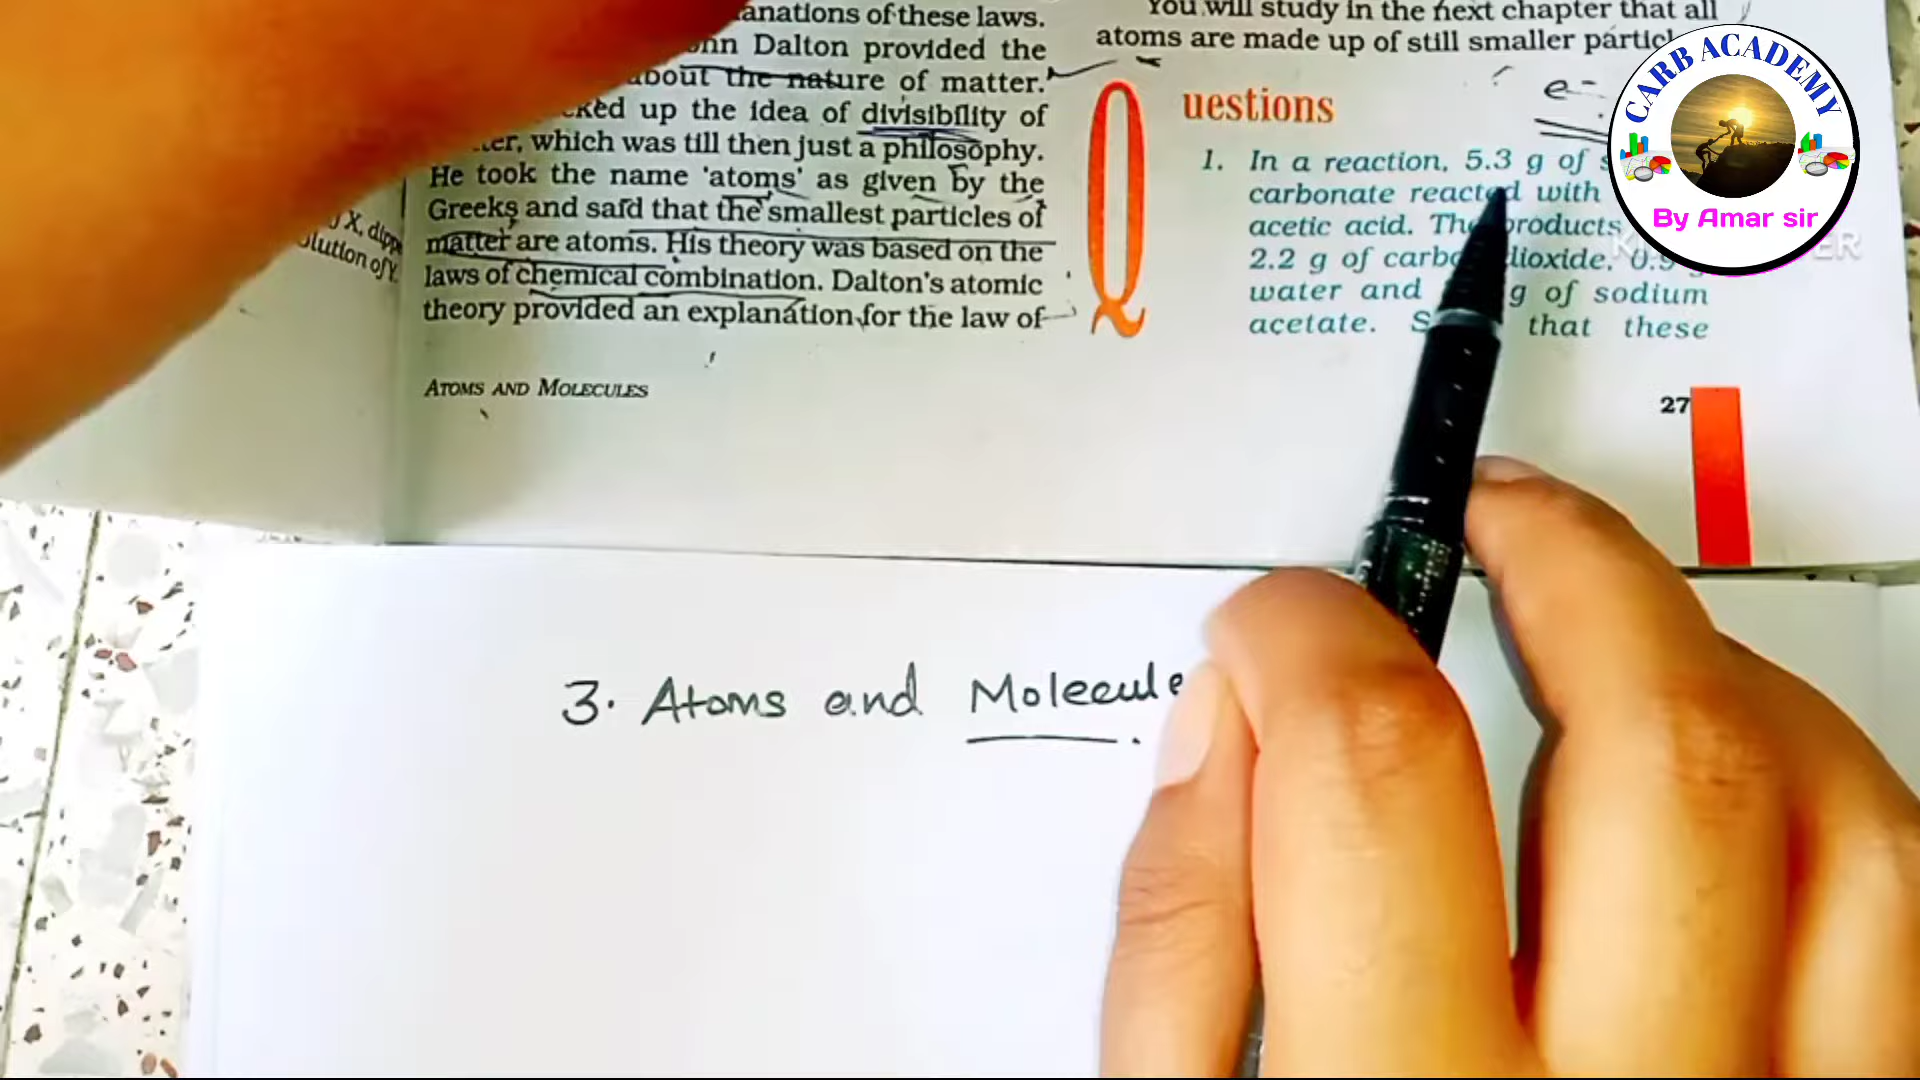 anations of these laws.
Dalton provided the
about the nature of matter.
ked up the idea of divisibility of
which was till then just a philosophy.
He took the name 'atoms' as given by the
Greeks and said that the smallest particles of
matter are atoms. His theory was based on the
laws of chemical combination. Dalton's atomic
theory provided an explanation for the law of
ATOMS AND MOLECULES
X, dippe
olution of Y.
You will study in the next chapter that all
atoms are made up of still smaller particl
e-
Questions
1. In a reaction, 5.3 g of s
carbonate reacted with
acetic acid. The products
2.2 g of carbo dioxide, 0.9 g
water and g of sodium
acetate. S that these
27
CARB ACADEMY
By Amar sir
ER
3. Atoms and Molecule